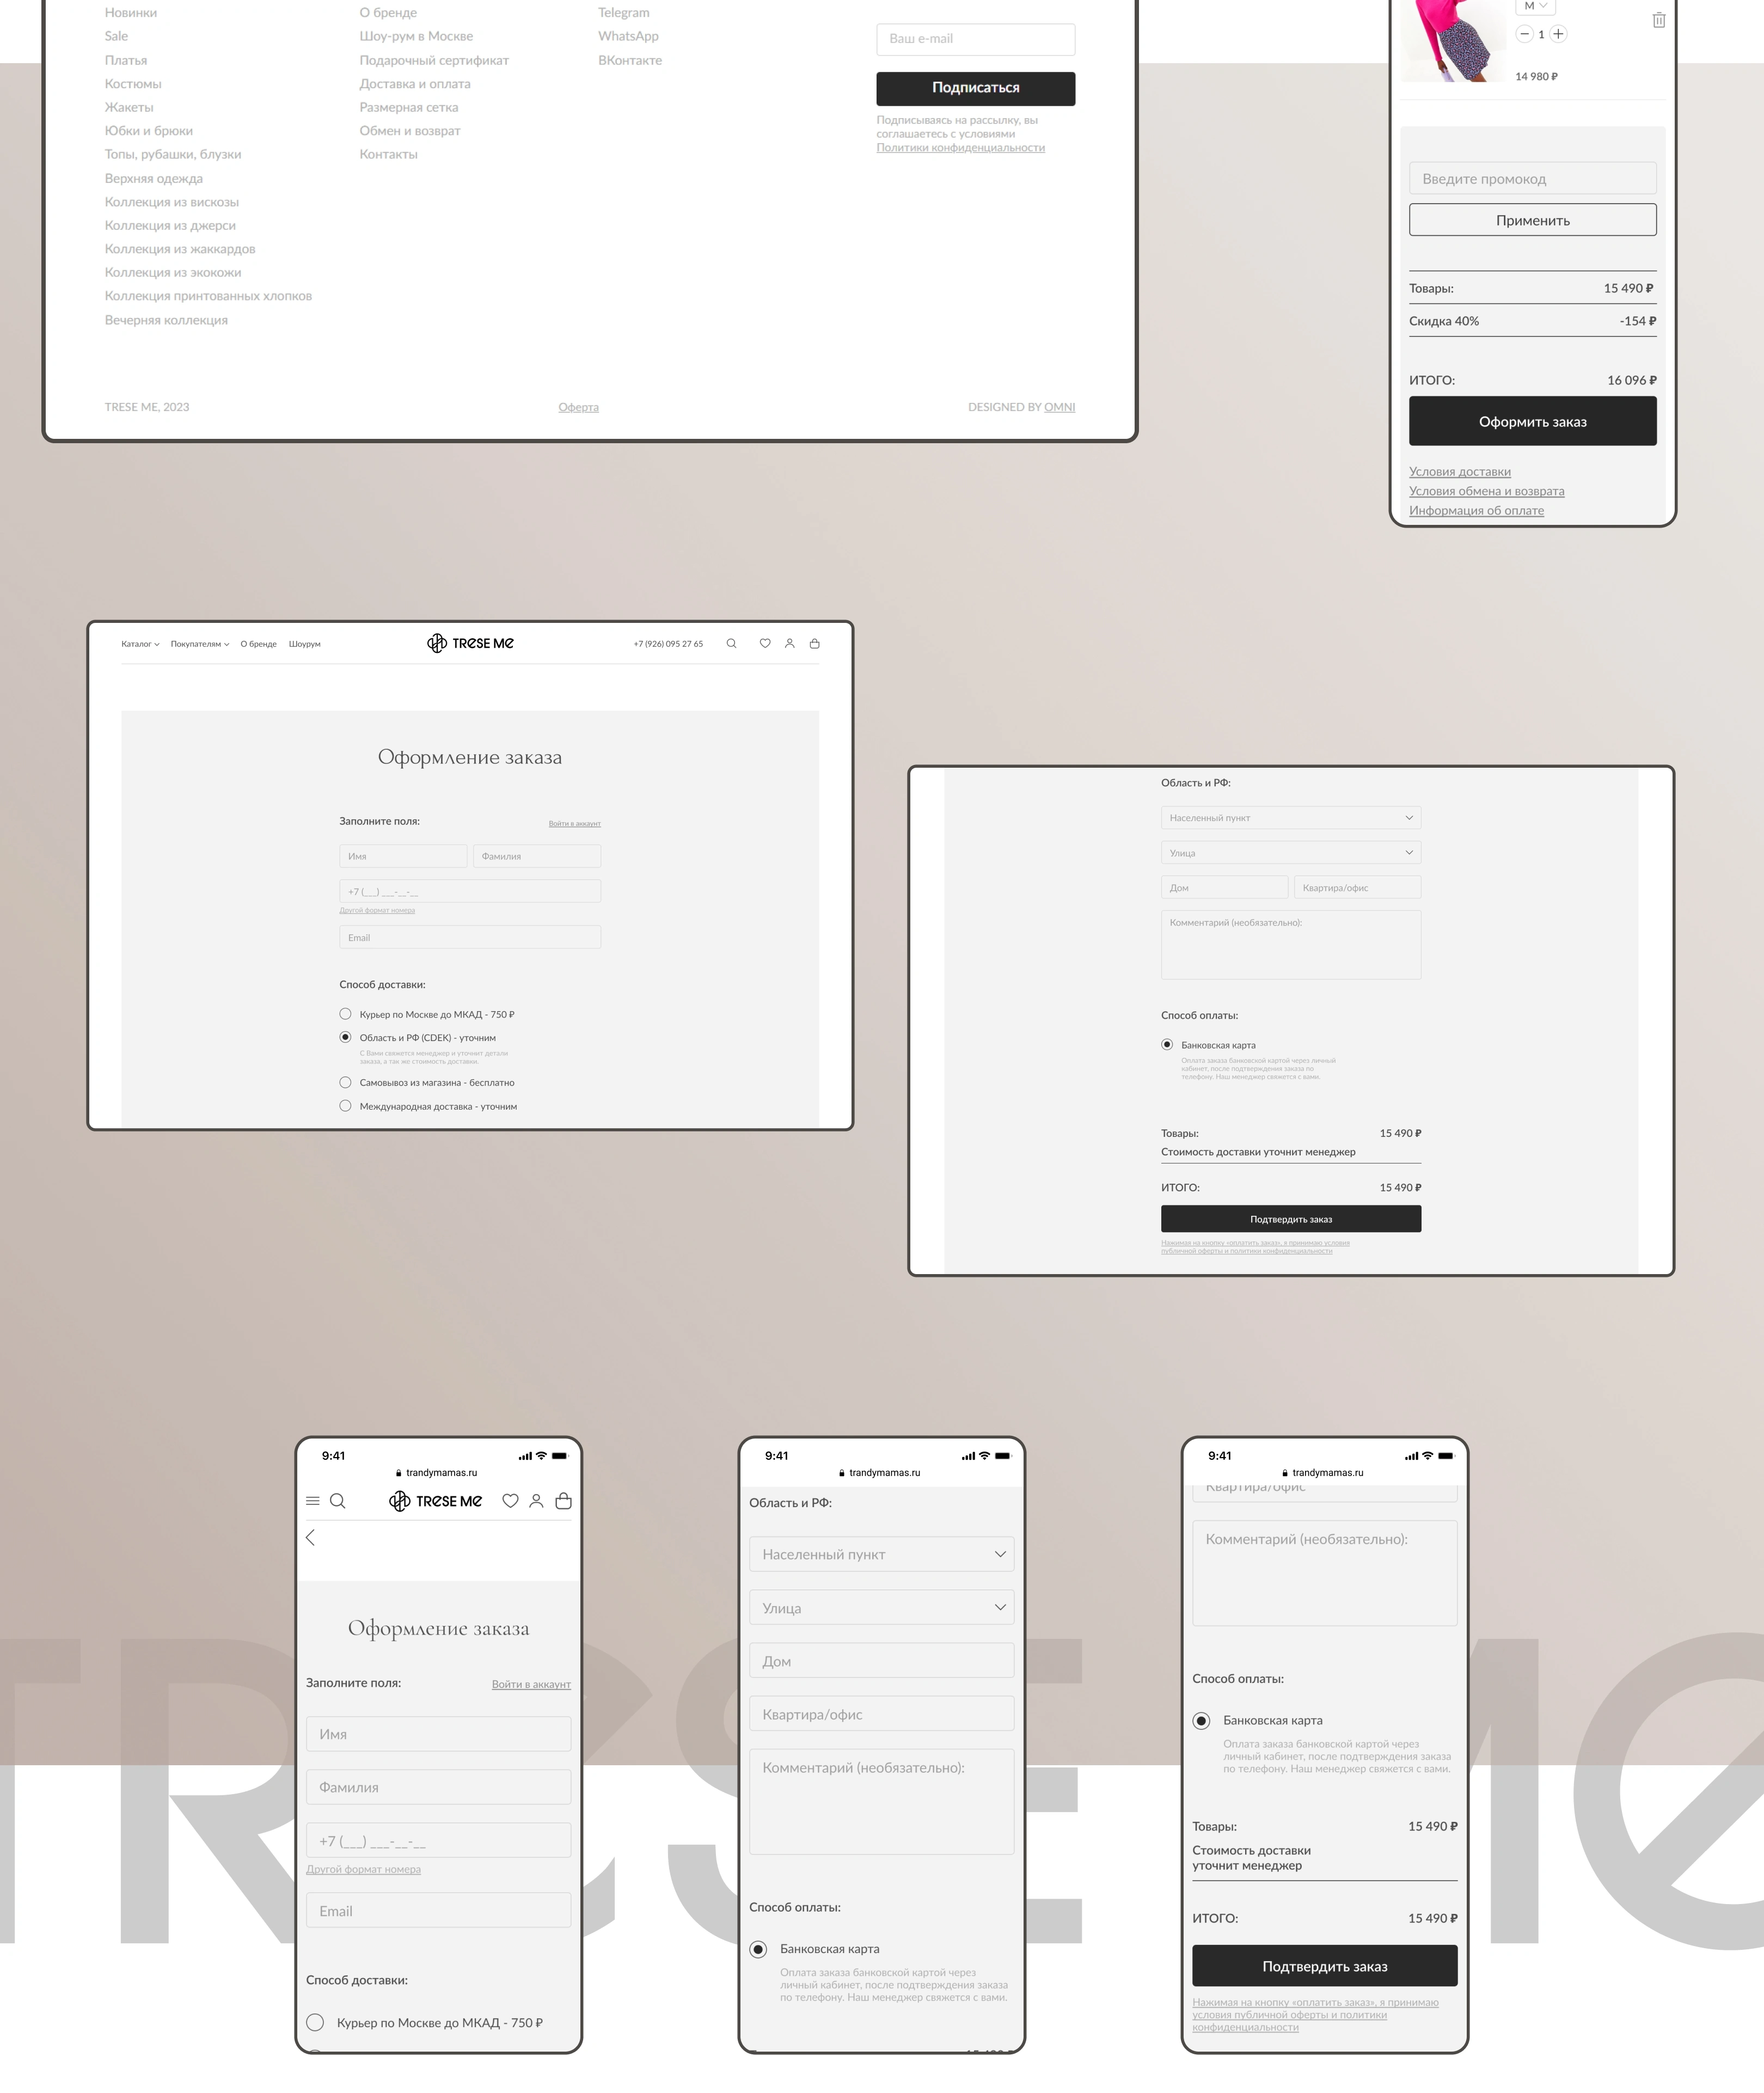 Новинки
Sale
Платья
Костюмы
Жакеты
Юбки и брюки
Топы, рубашки, блузки
Верхняя одежда
Коллекция из вискозы
Коллекция из джерси
Коллекция из жаккардов
Коллекция из экокожи
Коллекция принтованных хлопков
Вечерняя коллекция
О бренде
Шоу-рум в Москве
Подарочный сертификат
Доставка и оплата
Размерная сетка
Обмен и возврат
Контакты
Telegram
WhatsApp
ВКонтакте
Ваш e-mail
Подписаться
Подписываясь на рассылку, вы
соглашаетесь с условиями
Политики конфиденциальности
TRESE ME, 2023
Оферта
DESIGNED BY OMNI
M
1
14 980 ₽
Введите промокод
Применить
Товары: 15 490 ₽
Скидка 40% -154 ₽
ИТОГО: 16 096 ₽
Оформить заказ
Условия доставки
Условия обмена и возврата
Информация об оплате
Каталог Покупателям О бренде Шоурум TRESE ME +7 (926) 095 27 65
Оформление заказа
Заполните поля: Войти в аккаунт
Имя Фамилия
+7 (___) ___-__-__
Другой формат номера
Email
Способ доставки:
Курьер по Москве до МКАД - 750 ₽
Область и РФ (CDEK) - уточним
С Вами свяжется менеджер и уточнит детали
заказа, а так же стоимость доставки.
Самовывоз из магазина - бесплатно
Международная доставка - уточним
Область и РФ:
Населенный пункт
Улица
Дом Квартира/офис
Комментарий (необязательно):
Способ оплаты:
Банковская карта
Оплата заказа банковской картой через личный
кабинет, после подтверждения заказа по
телефону. Наш менеджер свяжется с вами.
Товары: 15 490 ₽
Стоимость доставки уточнит менеджер
ИТОГО: 15 490 ₽
Подтвердить заказ
Нажимая на кнопку «оплатить заказ», я принимаю условия
публичной оферты и политики конфиденциальности
TRESE ME
9:41
trandymamas.ru
TRESE ME
Оформление заказа
Заполните поля: Войти в аккаунт
Имя
Фамилия
+7 (___) ___-__-__
Другой формат номера
Email
Способ доставки:
Курьер по Москве до МКАД - 750 ₽
9:41
trandymamas.ru
Область и РФ:
Населенный пункт
Улица
Дом
Квартира/офис
Комментарий (необязательно):
Способ оплаты:
Банковская карта
Оплата заказа банковской картой через
личный кабинет, после подтверждения заказа
по телефону. Наш менеджер свяжется с вами.
9:41
trandymamas.ru
Квартира/офис
Комментарий (необязательно):
Способ оплаты:
Банковская карта
Оплата заказа банковской картой через
личный кабинет, после подтверждения заказа
по телефону. Наш менеджер свяжется с вами.
Товары: 15 490 ₽
Стоимость доставки
уточнит менеджер
ИТОГО: 15 490 ₽
Подтвердить заказ
Нажимая на кнопку «оплатить заказ», я принимаю
условия публичной оферты и политики
конфиденциальности